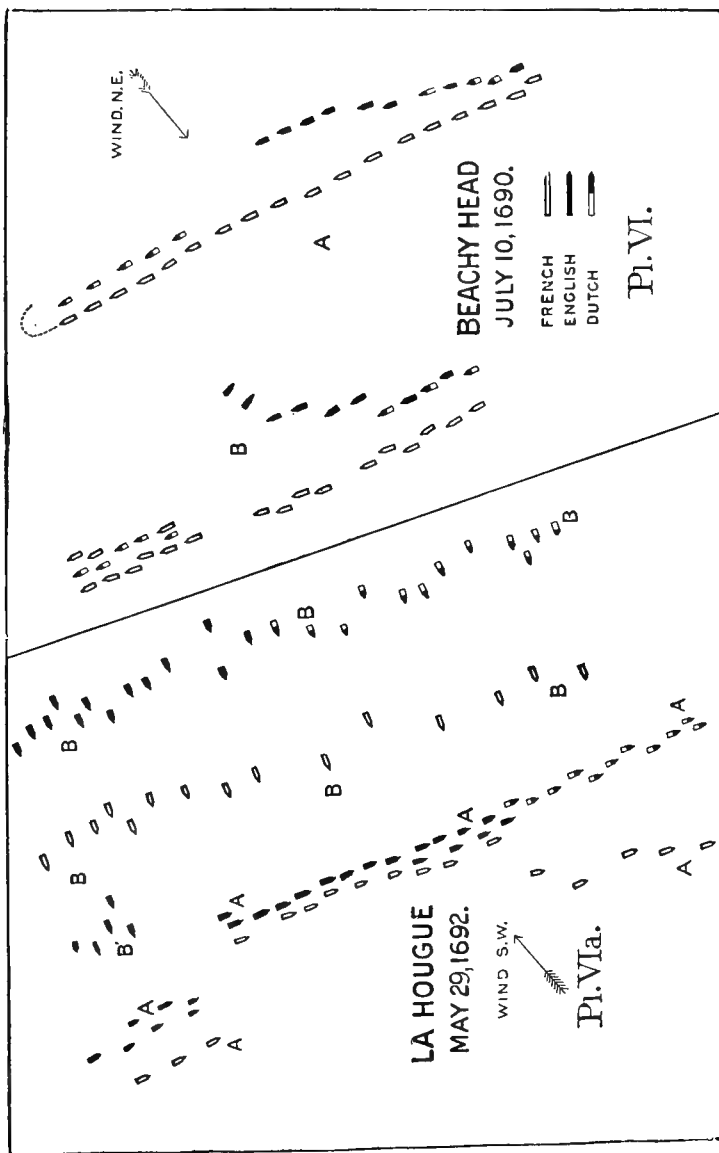 WIND. N.E.
A
BEACHY HEAD
JULY 10, 1690.
FRENCH
ENGLISH
DUTCH
Pl. VI.
B
B
B
B
B
B
B
B'
A
A
A
A
A
A
LA HOUGUE
MAY 29, 1692.
WIND S.W.
Pl. VIa.